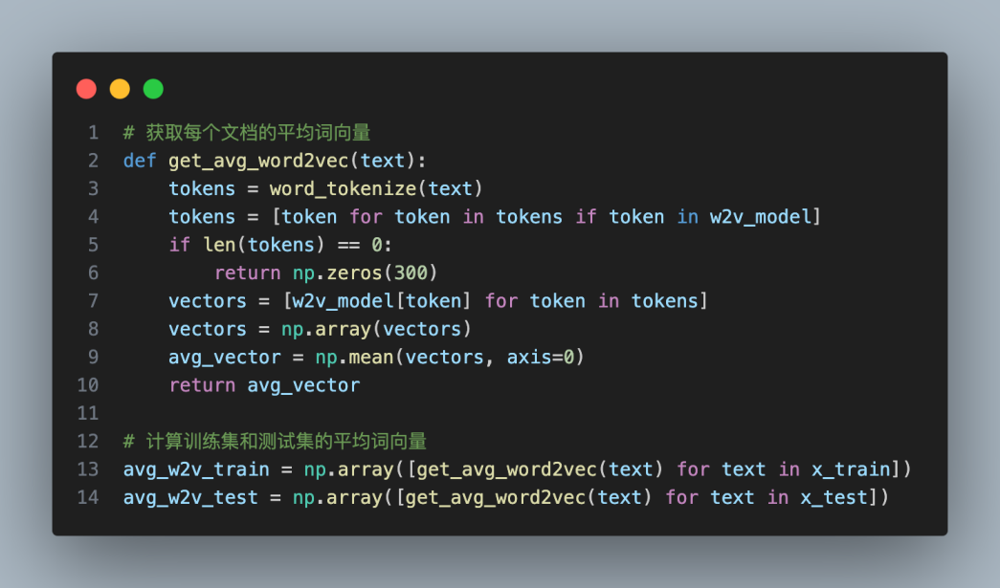 1 # 获取每个文档的平均词向量
2 def get_avg_word2vec(text):
3     tokens = word_tokenize(text)
4     tokens = [token for token in tokens if token in w2v_model]
5     if len(tokens) == 0:
6         return np.zeros(300)
7     vectors = [w2v_model[token] for token in tokens]
8     vectors = np.array(vectors)
9     avg_vector = np.mean(vectors, axis=0)
10     return avg_vector
11
12 # 计算训练集和测试集的平均词向量
13 avg_w2v_train = np.array([get_avg_word2vec(text) for text in x_train])
14 avg_w2v_test = np.array([get_avg_word2vec(text) for text in x_test])